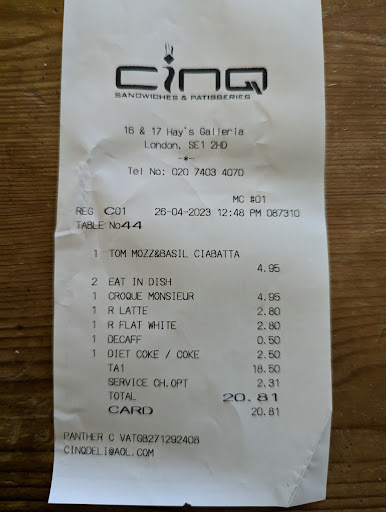 CINQ
SANDWICHES & PATISSERIES
16 & 17 Hay's Galleria
London, SE1 2HD
-*-
Tel No: 020 7403 4070
MC #01
REG C01 26-04-2023 12:48 PM 087310
TABLE No44
1 TOM MOZZ&BASIL CIABATTA
4.95
2 EAT IN DISH
1 CROQUE MONSIEUR 4.95
1 R LATTE 2.80
1 R FLAT WHITE 2.80
1 DECAFF 0.50
1 DIET COKE / COKE 2.50
TA1 18.50
SERVICE CH.OPT 2.31
TOTAL 20.81
CARD 20.81
PANTHER C VATGB271292408
CINQDELI@AOL.COM